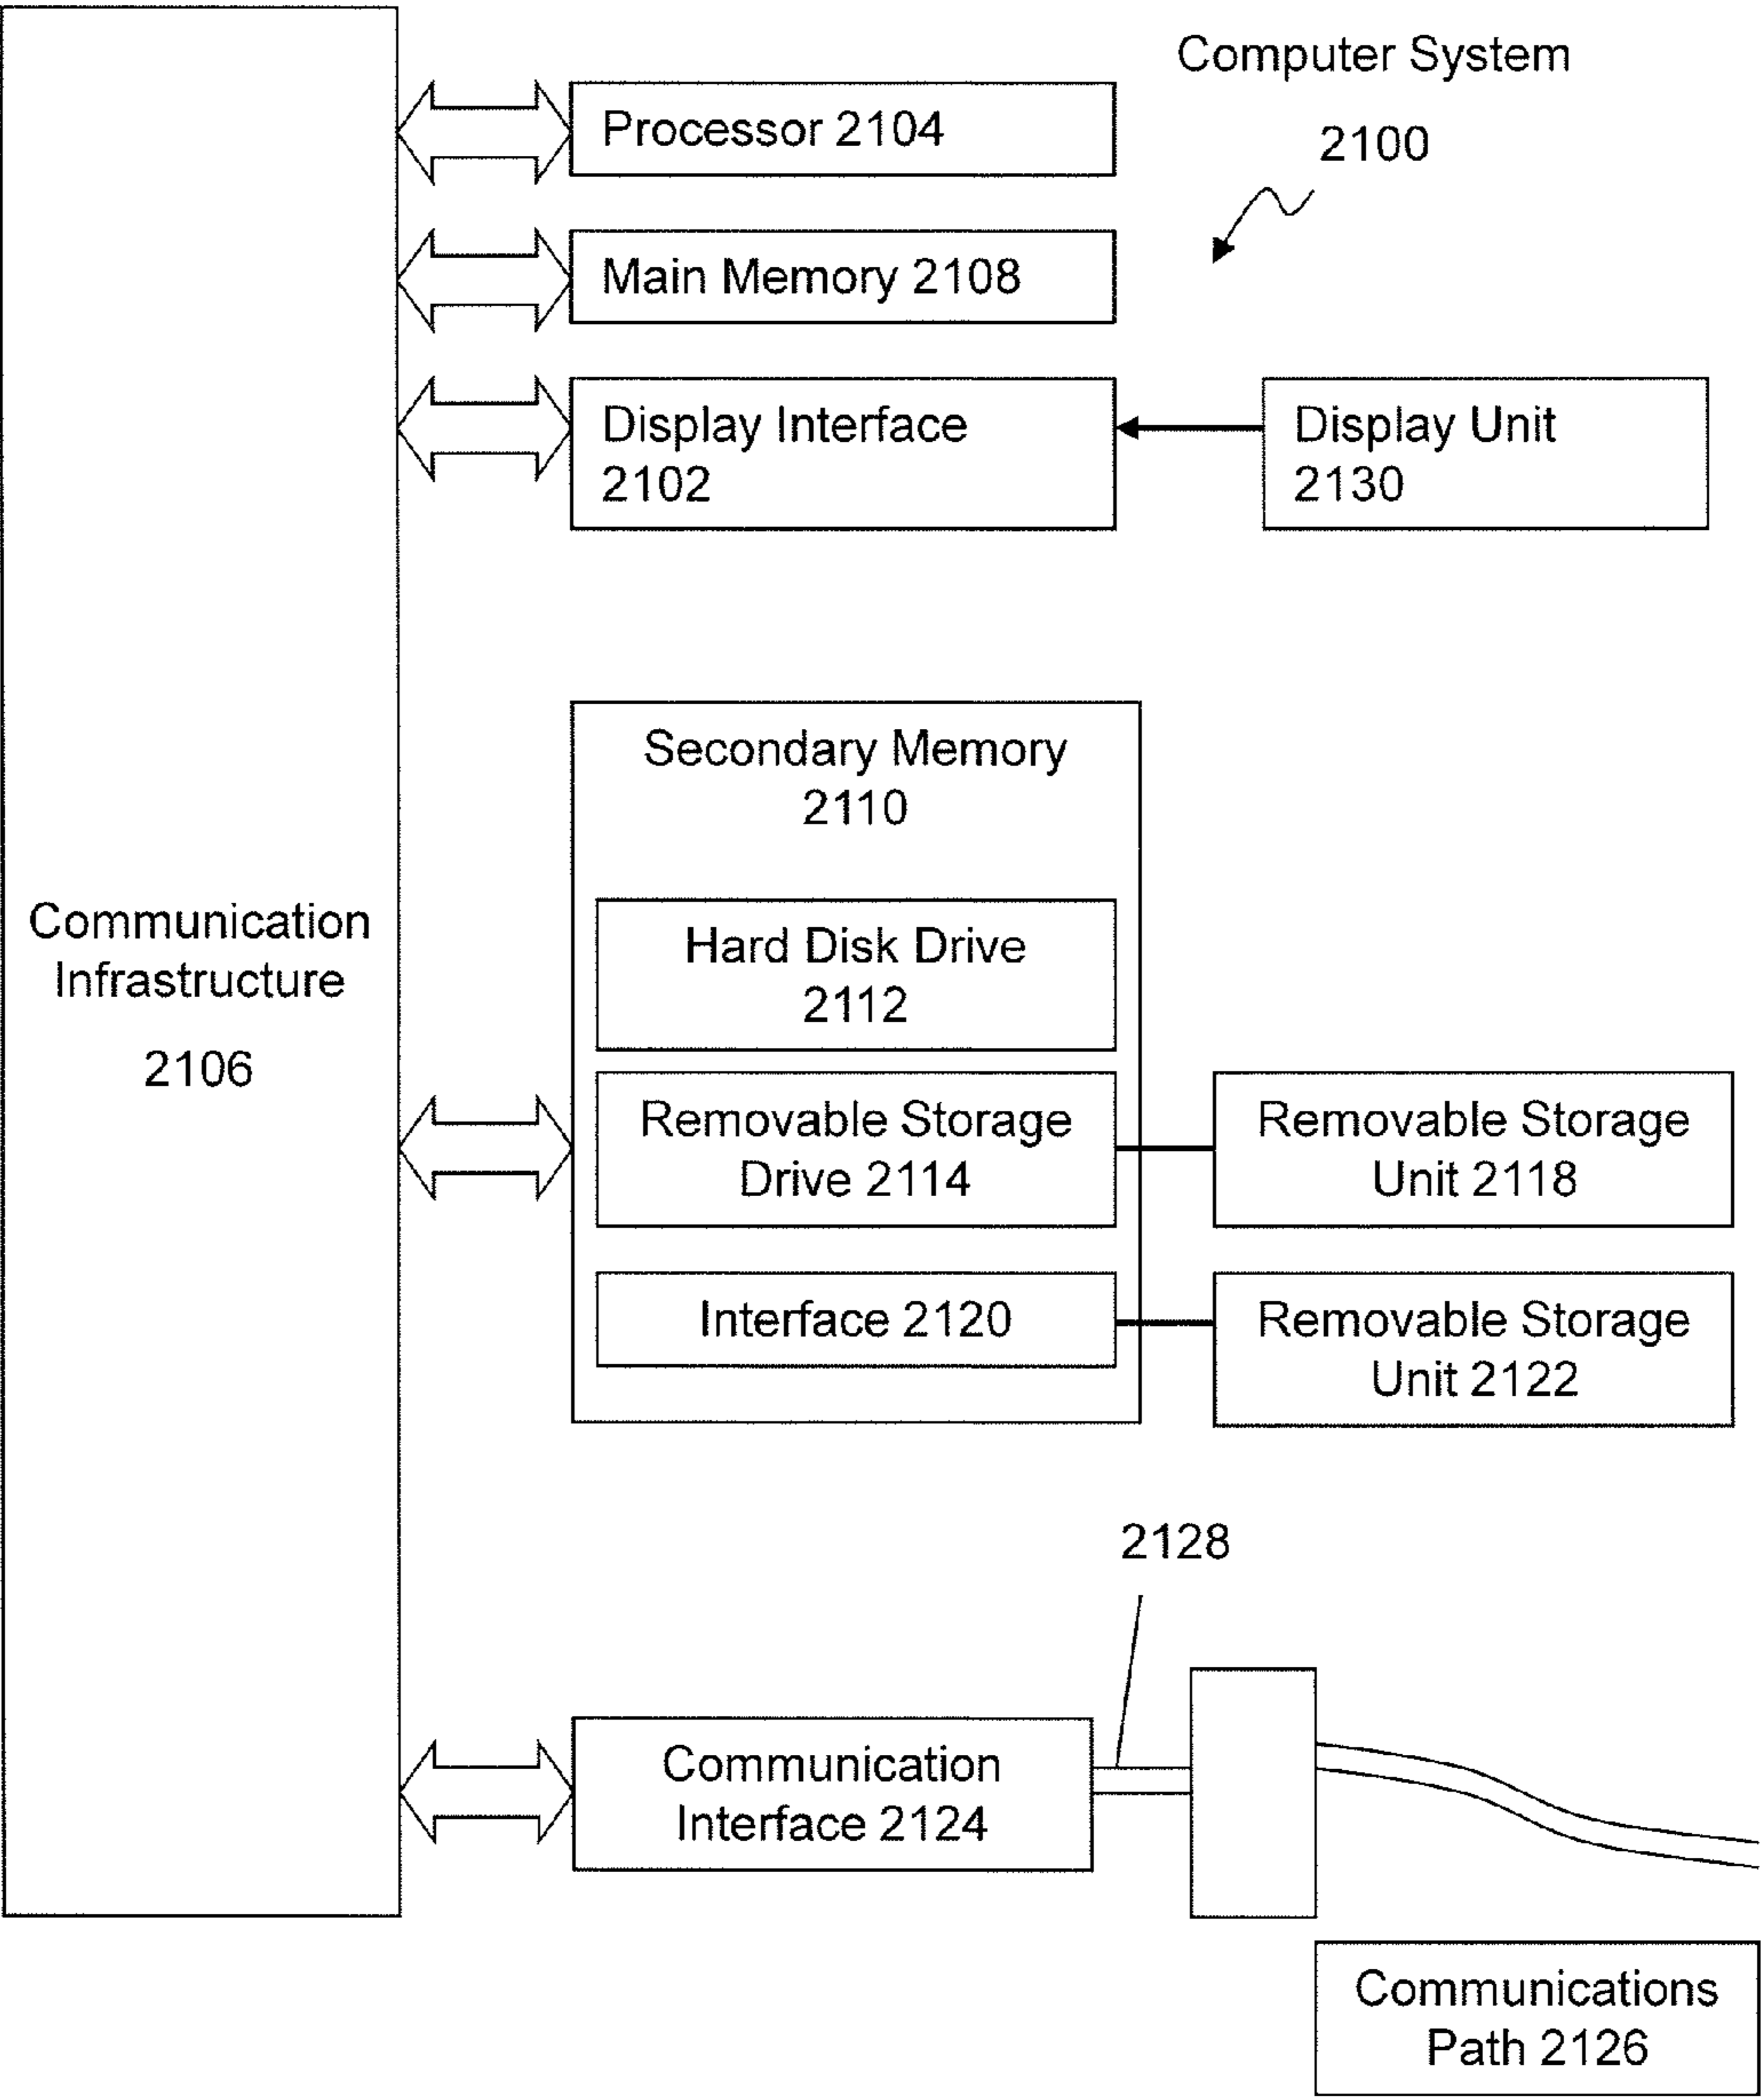 Computer System
2100
Processor 2104
Main Memory 2108
Display Interface
2102
Display Unit
2130
Secondary Memory
2110
Hard Disk Drive
2112
Communication
Infrastructure
2106
Removable Storage
Drive 2114
Removable Storage
Unit 2118
Interface 2120
Removable Storage
Unit 2122
2128
Communication
Interface 2124
Communications
Path 2126